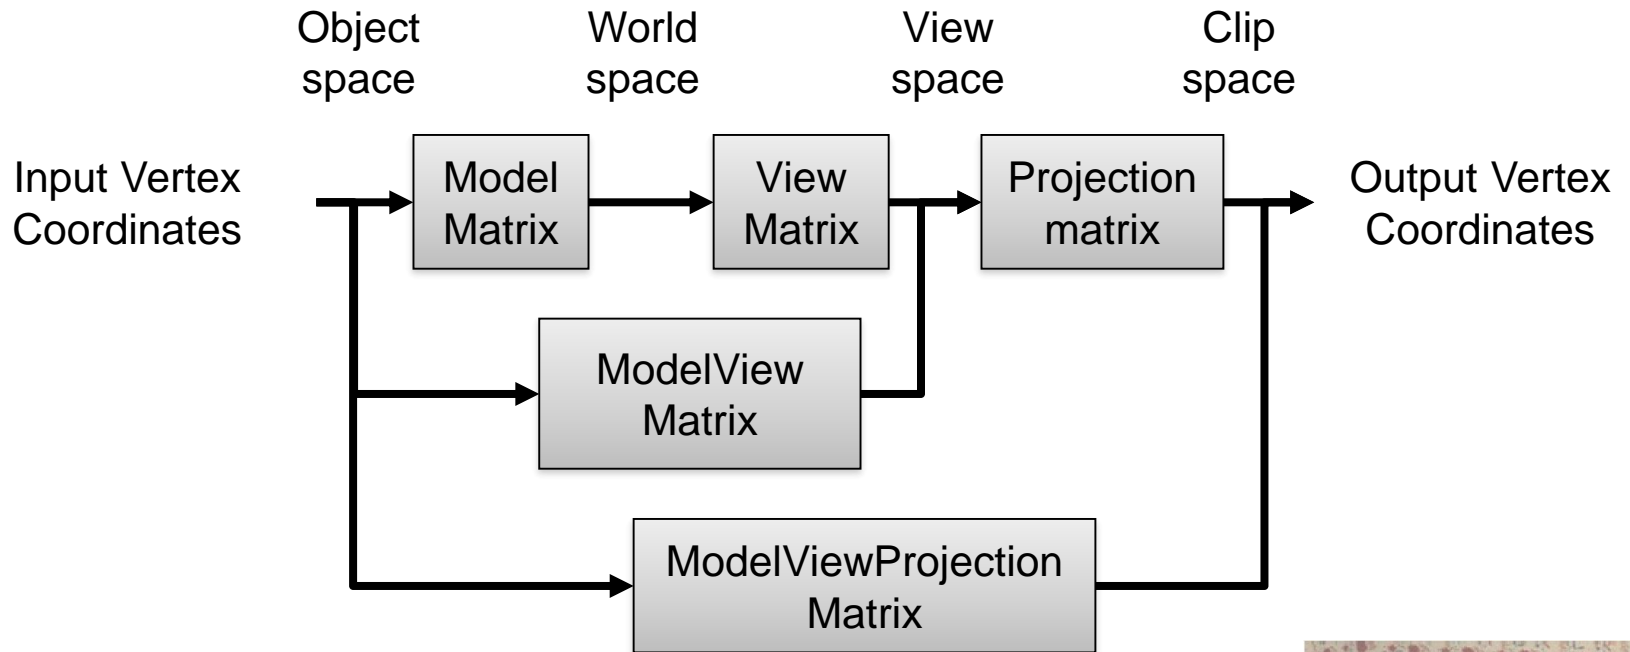 Object
space
World
space
View
space
Clip
space
Input Vertex
Coordinates
Model
Matrix
View
Matrix
Projection
matrix
Output Vertex
Coordinates
ModelView
Matrix
ModelViewProjection
Matrix